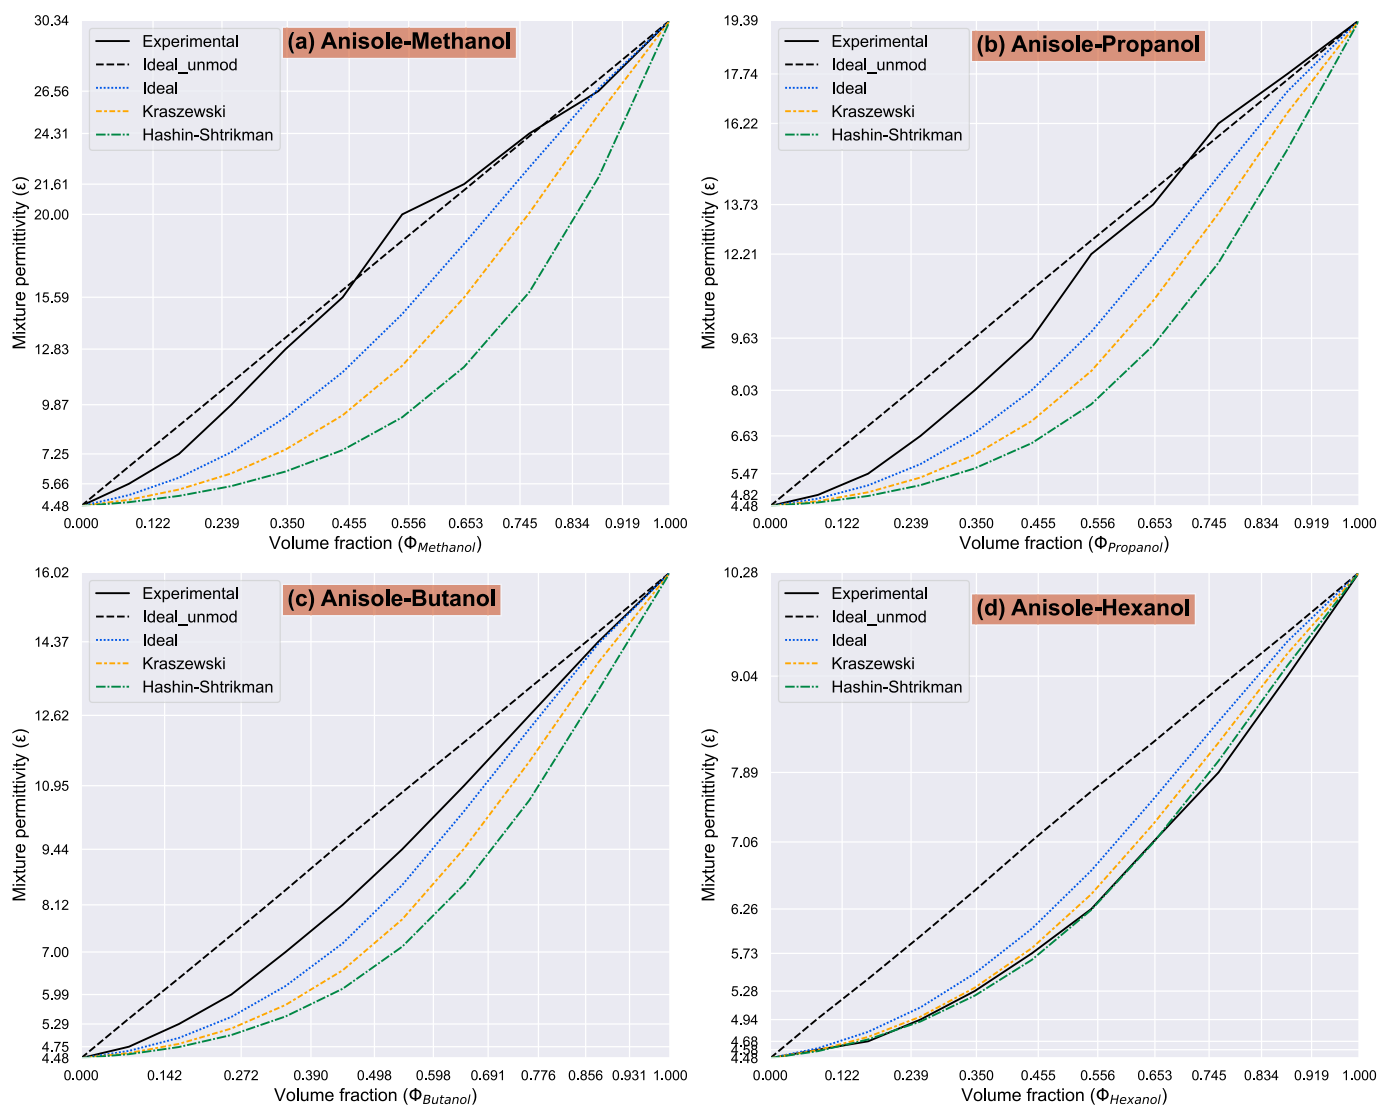 (a) Anisole-Methanol
Experimental
Ideal_unmod
Ideal
Kraszewski
Hashin-Shtrikman
Mixture permittivity (ε)
30.34
26.56
24.31
21.61
20.00
15.59
12.83
9.87
7.25
5.66
4.48
0.000 0.122 0.239 0.350 0.455 0.556 0.653 0.745 0.834 0.919 1.000
Volume fraction (Φ_Methanol)
(b) Anisole-Propanol
Experimental
Ideal_unmod
Ideal
Kraszewski
Hashin-Shtrikman
Mixture permittivity (ε)
19.39
17.74
16.22
13.73
12.21
9.63
8.03
6.63
5.47
4.82
4.48
0.000 0.122 0.239 0.350 0.455 0.556 0.653 0.745 0.834 0.919 1.000
Volume fraction (Φ_Propanol)
(c) Anisole-Butanol
Experimental
Ideal_unmod
Ideal
Kraszewski
Hashin-Shtrikman
Mixture permittivity (ε)
16.02
14.37
12.62
10.95
9.44
8.12
7.00
5.99
5.29
4.75
4.48
0.000 0.142 0.272 0.390 0.498 0.598 0.691 0.776 0.856 0.931 1.000
Volume fraction (Φ_Butanol)
(d) Anisole-Hexanol
Experimental
Ideal_unmod
Ideal
Kraszewski
Hashin-Shtrikman
Mixture permittivity (ε)
10.28
9.04
7.89
7.06
6.26
5.73
5.28
4.94
4.68
4.48
0.000 0.122 0.239 0.350 0.455 0.556 0.653 0.745 0.834 0.919 1.000
Volume fraction (Φ_Hexanol)